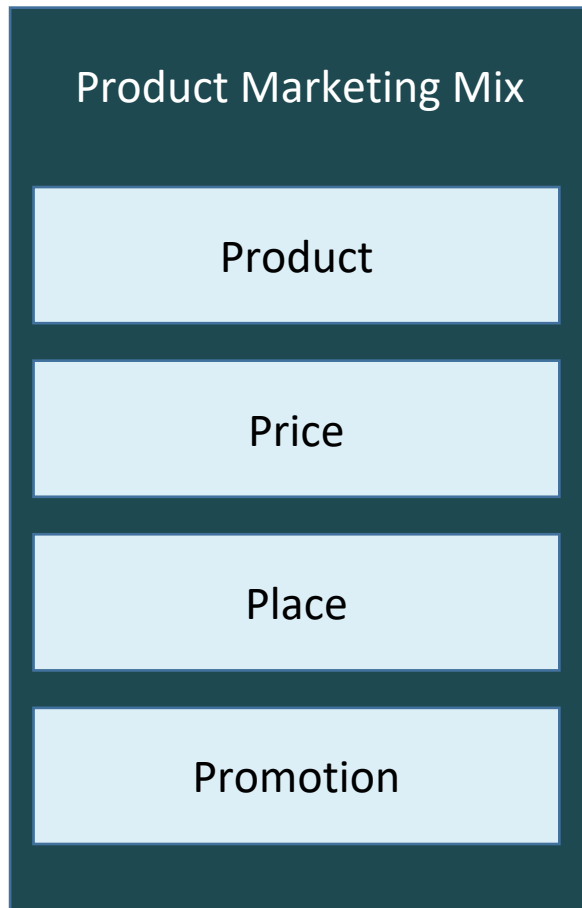 Product Marketing Mix
Product
Price
Place
Promotion